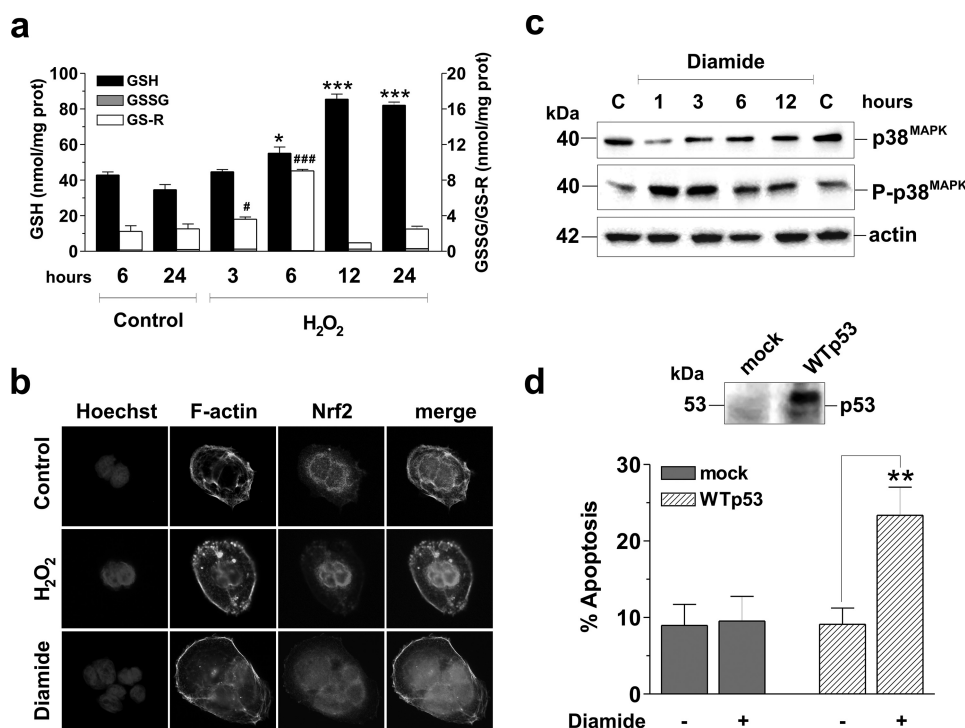 a
GSH
GSSG
GS-R
GSH (nmol/mg prot)
100
80
60
40
20
0
GSSG/GS-R (nmol/mg prot)
20
16
12
8
4
0
#
*
###
***
***
hours 6 24 3 6 12 24
Control H₂O₂
b
Hoechst F-actin Nrf2 merge
Control
H₂O₂
Diamide
c
Diamide
kDa C 1 3 6 12 C hours
40 p38ᴹᴬᴾᴷ
40 P-p38ᴹᴬᴾᴷ
42 actin
d
mock WTp53
kDa
53 p53
mock
WTp53
% Apoptosis
30
20
10
0
**
Diamide - + - +